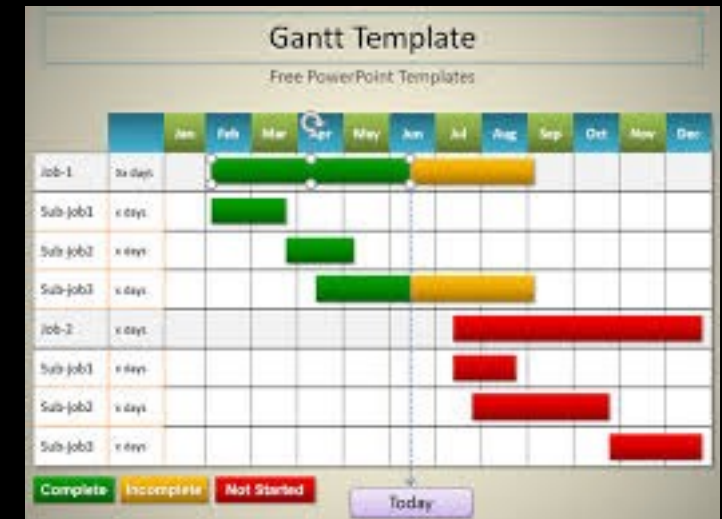 Gantt Template
Free PowerPoint Templates
Jan Feb Mar Apr May Jun Jul Aug Sep Oct Nov Dec
Job-1 days
Sub-job1 x days
Sub-job2 x days
Sub-job3 x days
Job-2 x days
Sub-job1 x days
Sub-job2 x days
Sub-job3 x days
Complete Incomplete Not Started
Today